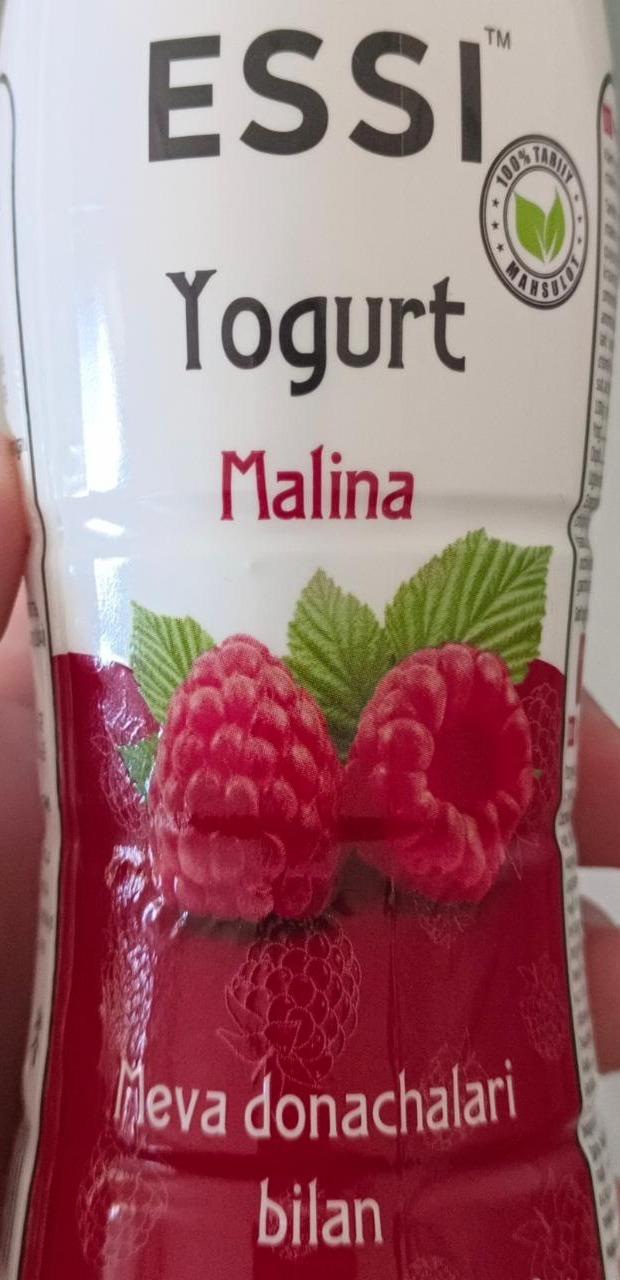 ESSI™
100% TABIIY
MAHSULOT
Yogurt
Malina
Meva donachalari
bilan